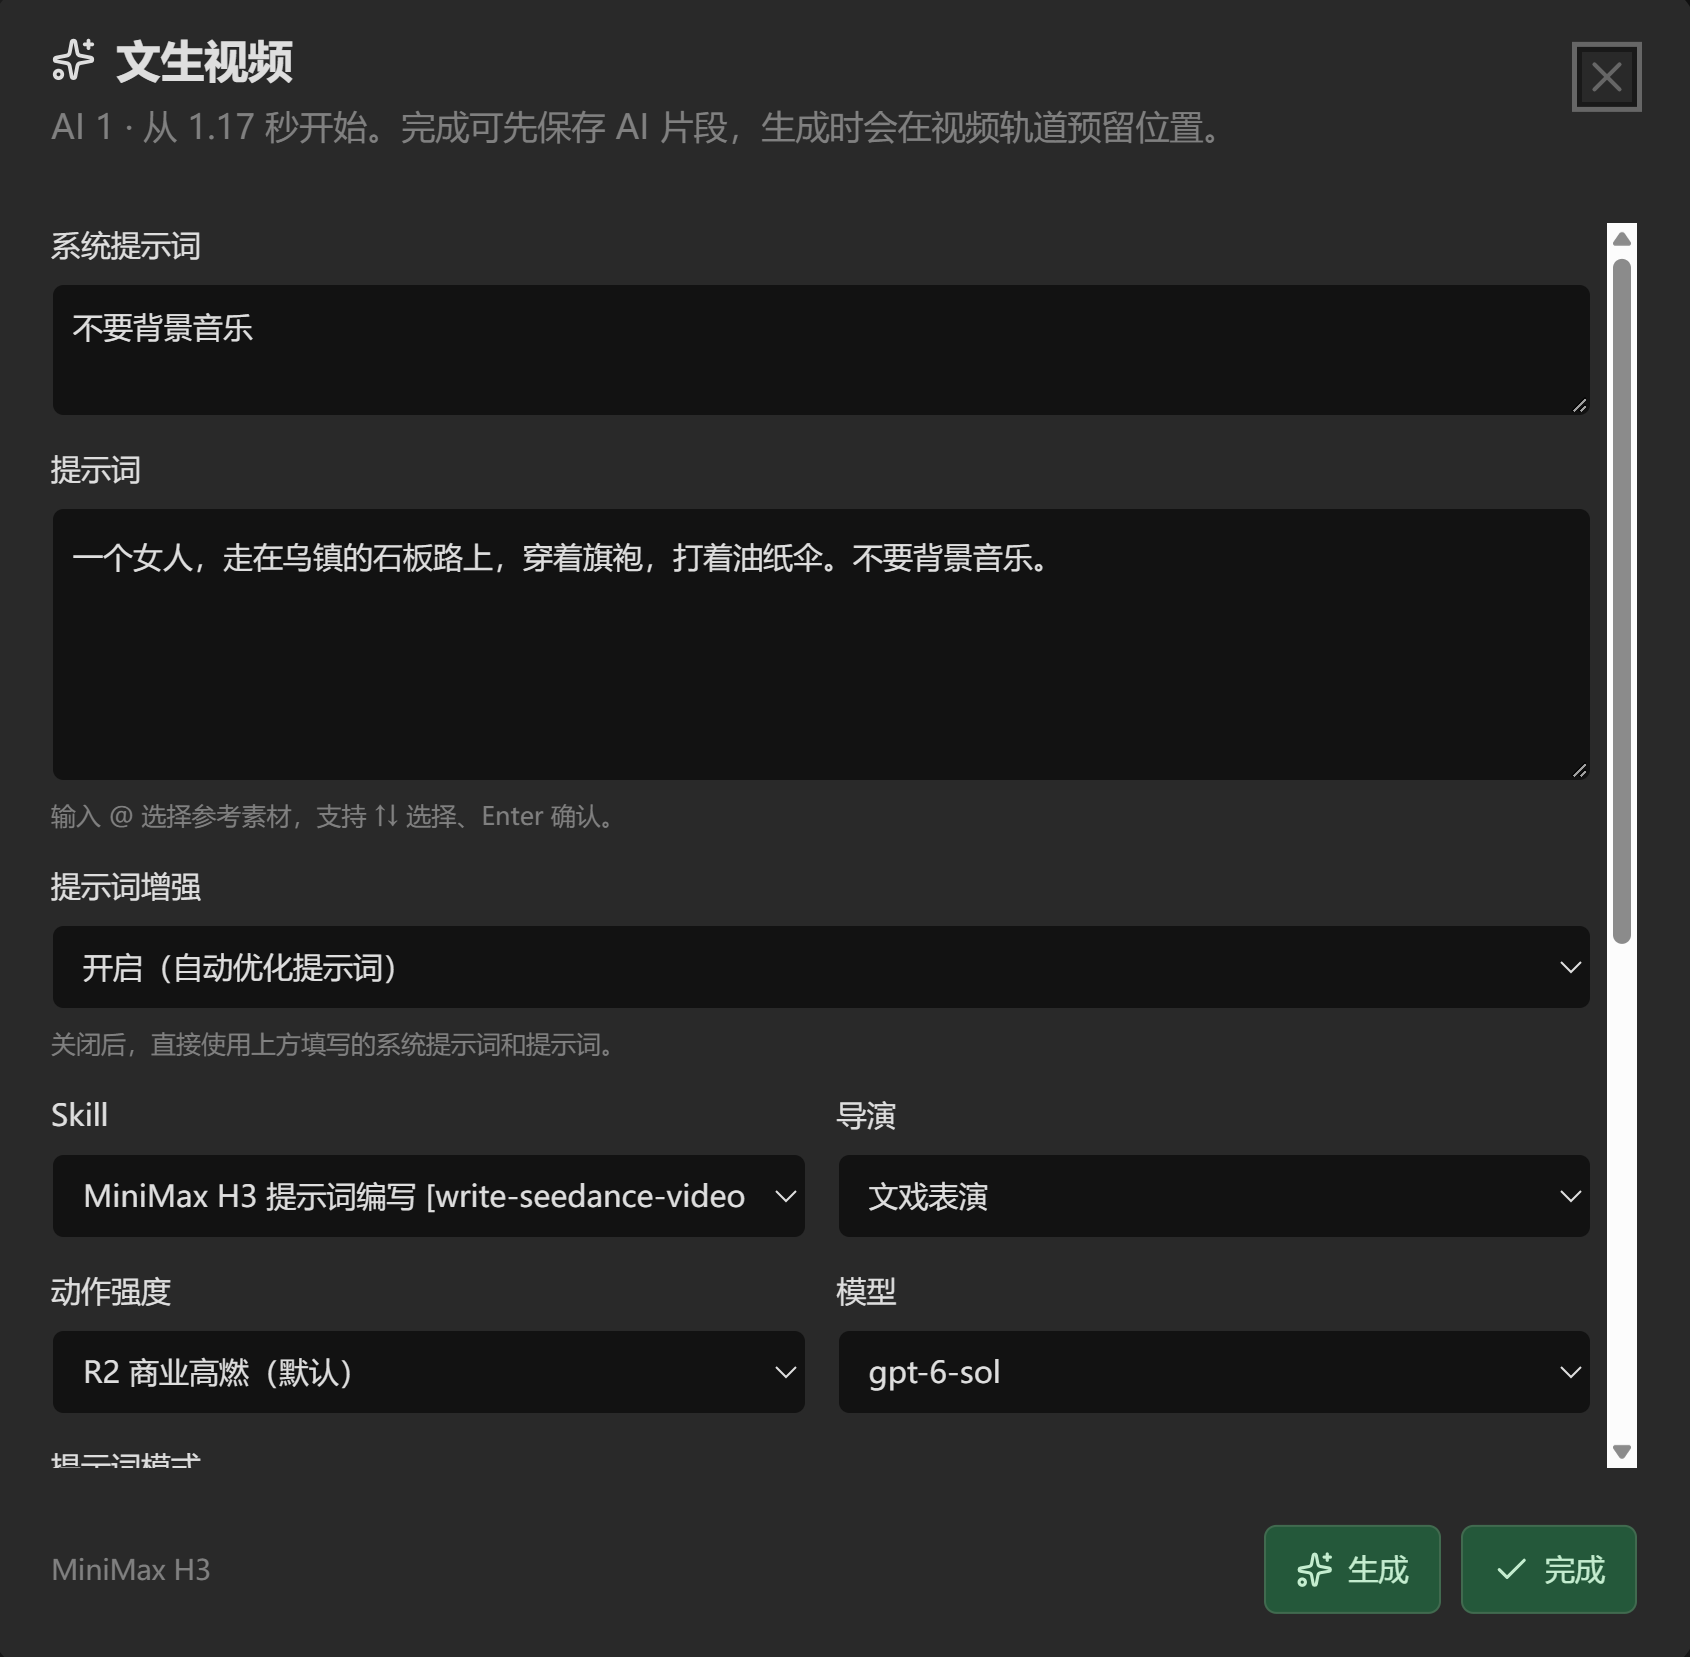 文生视频
AI 1 · 从 1.17 秒开始。完成可先保存 AI 片段，生成时会在视频轨道预留位置。
系统提示词
不要背景音乐
提示词
一个女人，走在乌镇的石板路上，穿着旗袍，打着油纸伞。不要背景音乐。
输入 @ 选择参考素材，支持 ↑↓ 选择、Enter 确认。
提示词增强
开启（自动优化提示词）
关闭后，直接使用上方填写的系统提示词和提示词。
Skill
导演
MiniMax H3 提示词编写 [write-seedance-video
文戏表演
动作强度
模型
R2 商业高燃（默认）
gpt-6-sol
提示词模式
MiniMax H3
生成
完成